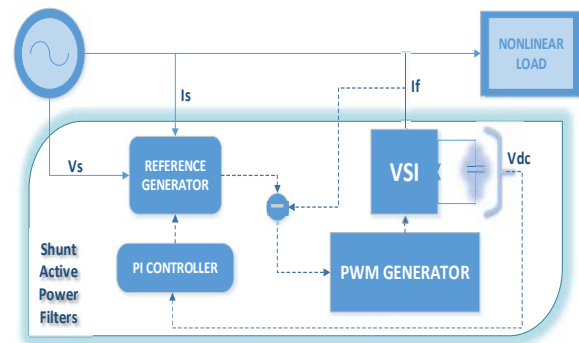 NONLINEAR
LOAD
Is
If
Vs
REFERENCE
GENERATOR
VSI
Vdc
Shunt
Active
Power
Filters
PI CONTROLLER
PWM GENERATOR